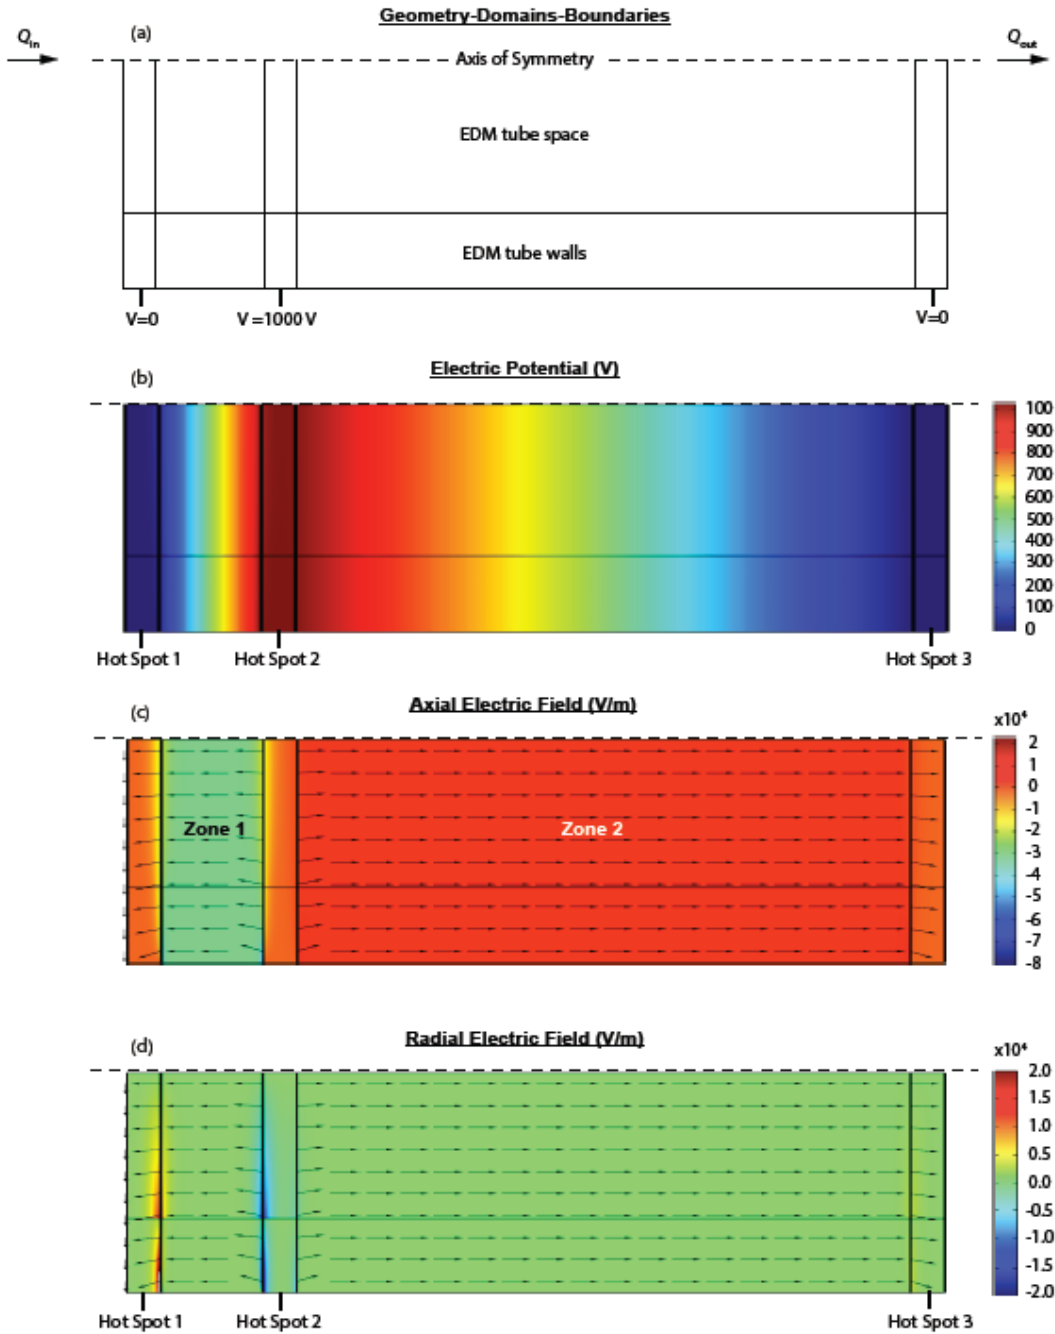 Geometry-Domains-Boundaries
(a)
Qin
Qout
Axis of Symmetry
EDM tube space
EDM tube walls
V=0
V =1000 V
V=0
(b)
Electric Potential (V)
100
900
800
700
600
500
400
300
200
100
0
Hot Spot 1
Hot Spot 2
Hot Spot 3
(c)
Axial Electric Field (V/m)
x10⁴
2
1
0
-1
-2
-3
-4
-5
-6
-7
-8
Zone 1
Zone 2
(d)
Radial Electric Field (V/m)
x10⁴
2.0
1.5
1.0
0.5
0.0
-0.5
-1.0
-1.5
-2.0
Hot Spot 1
Hot Spot 2
Hot Spot 3